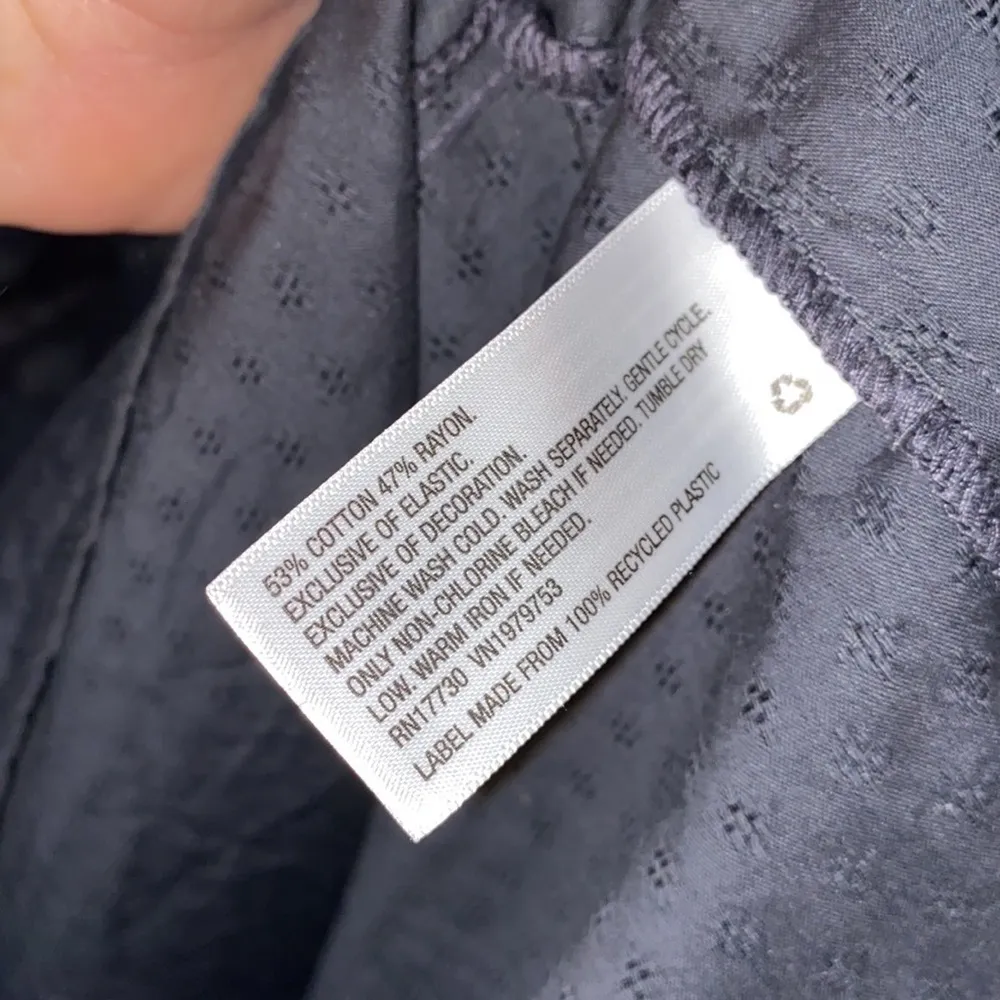 53% COTTON 47% RAYON.
EXCLUSIVE OF ELASTIC.
EXCLUSIVE OF DECORATION.
MACHINE WASH COLD. WASH SEPARATELY. GENTLE CYCLE.
ONLY NON-CHLORINE BLEACH IF NEEDED. TUMBLE DRY
LOW. WARM IRON IF NEEDED.
RN17730 VN1979753
LABEL MADE FROM 100% RECYCLED PLASTIC